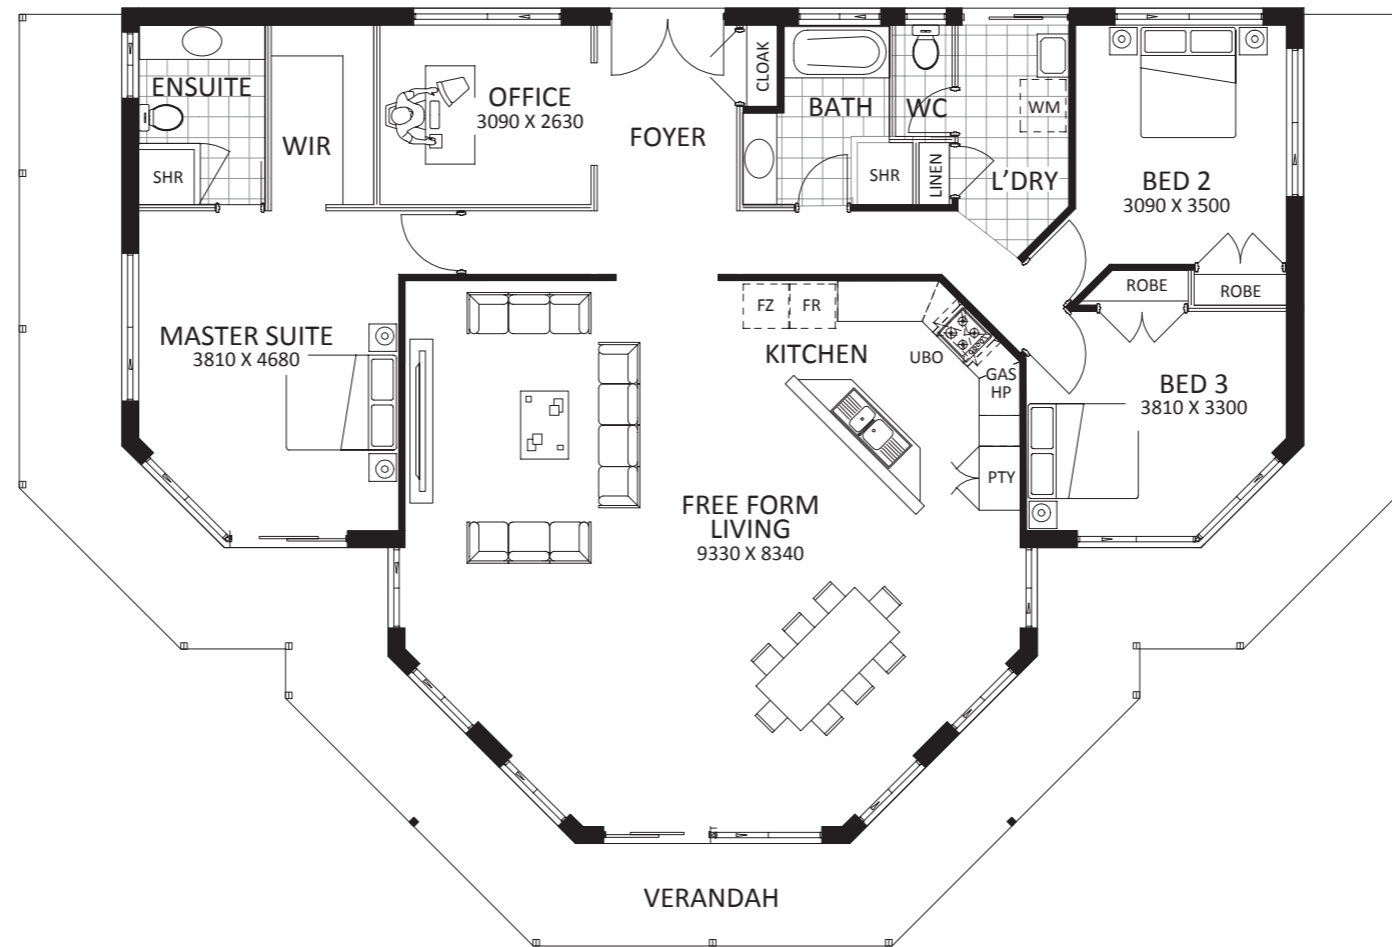 ENSUITE
SHR
WIR
OFFICE
3090 X 2630
FOYER
CLOAK
BATH
SHR
WC
LINEN
WM
L'DRY
BED 2
3090 X 3500
ROBE
ROBE
MASTER SUITE
3810 X 4680
FZ
FR
KITCHEN
UBO
GAS
HP
PTY
BED 3
3810 X 3300
FREE FORM
LIVING
9330 X 8340
VERANDAH